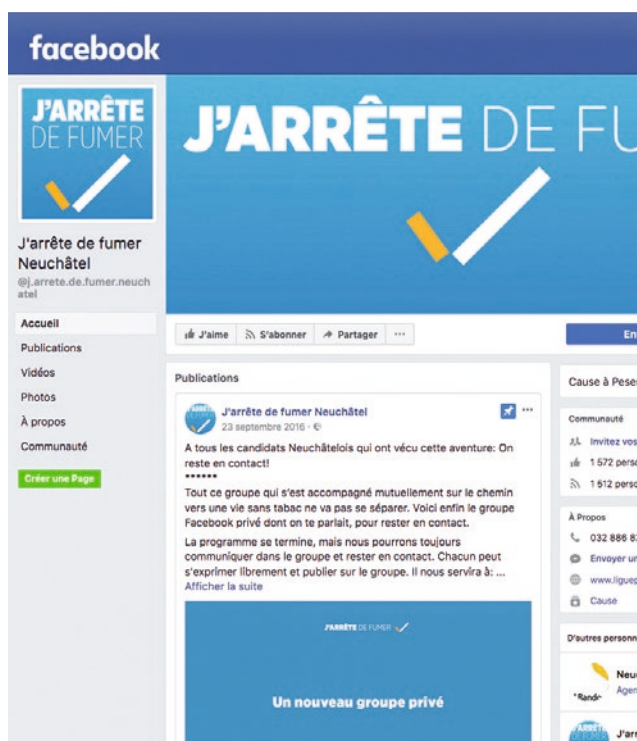 facebook
J'ARRÊTE
DE FUMER
J'ARRÊTE DE FU
J'arrête de fumer
Neuchâtel
@j.arrete.de.fumer.neuch
atel
Accueil
Publications
Vidéos
Photos
À propos
Communauté
Créer une Page
J'aime S'abonner Partager ...
En
Publications
J'arrête de fumer Neuchâtel
23 septembre 2016 ·
A tous les candidats Neuchâtelois qui ont vécu cette aventure: On
reste en contact!
******
Tout ce groupe qui s'est accompagné mutuellement sur le chemin
vers une vie sans tabac ne va pas se séparer. Voici enfin le groupe
Facebook privé dont on te parlait, pour rester en contact.
La programme se termine, mais nous pourrons toujours
communiquer dans le groupe et rester en contact. Chacun peut
s'exprimer librement et publier sur le groupe. Il nous servira à: ...
Afficher la suite
J'ARRÊTE DE FUMER
Un nouveau groupe privé
Cause à Pese
Communauté
Invitez vos
1 572 perso
1 512 perso
À Propos
032 886 8
Envoyer un
www.liguep
Cause
D'autres personn
Neu
Agen
"Rando
J'ARRÊTE
DE FUMER
J'arr